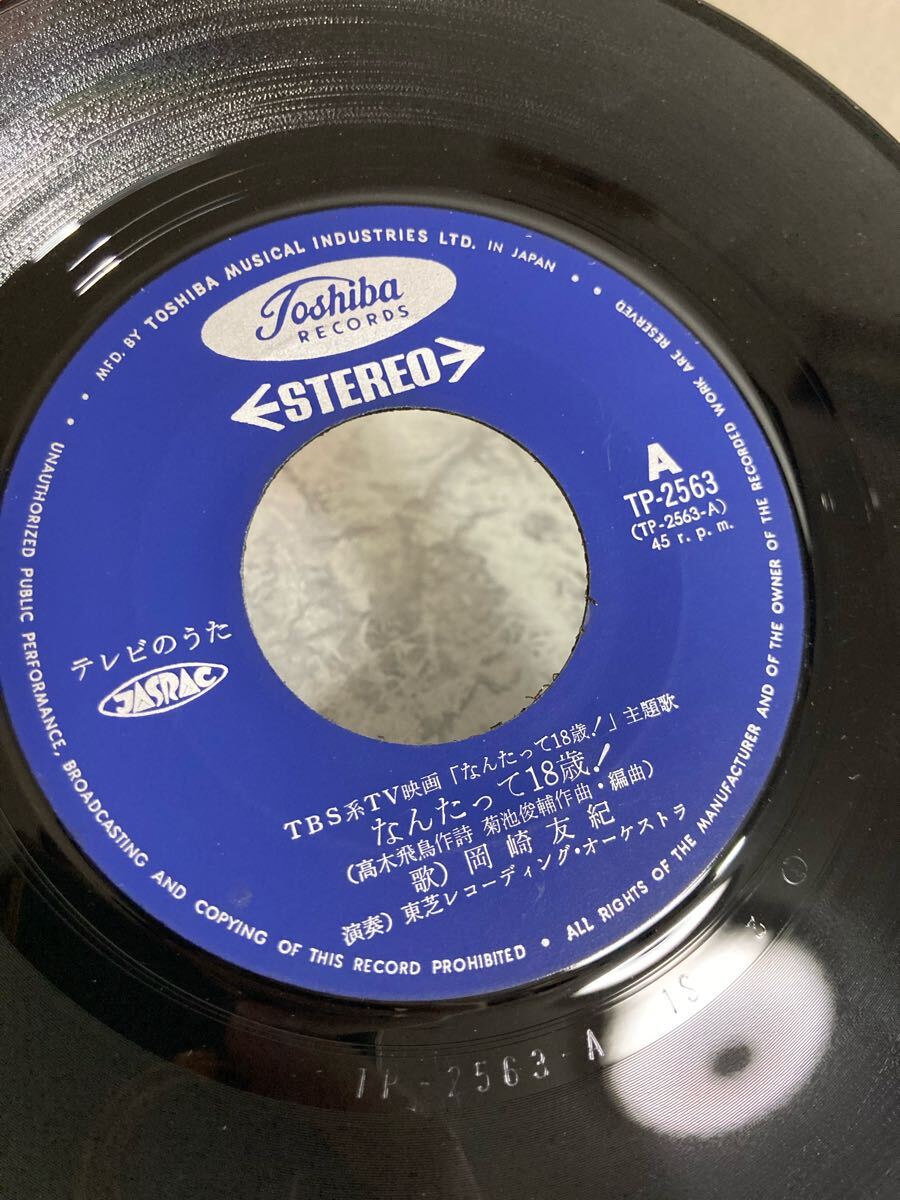 MFD. BY TOSHIBA MUSICAL INDUSTRIES LTD. IN JAPAN
Toshiba
RECORDS
STEREO
A
TP-2563
(TP-2563-A)
45 r. p. m.
テレビのうた
JASRAC
TBS系TV映画「なんたって18歳!」主題歌
なんたって18歳!
(高木飛鳥作詩 菊池俊輔作曲・編曲)
歌) 岡崎友紀
演奏) 東芝レコーディング・オーケストラ
• UNAUTHORIZED PUBLIC PERFORMANCE, BROADCASTING AND COPYING OF THIS RECORD PROHIBITED • ALL RIGHTS OF THE MANUFACTURER AND OF THE OWNER OF THE RECORDED WORK ARE RESERVED •
TP-2563-A 1S